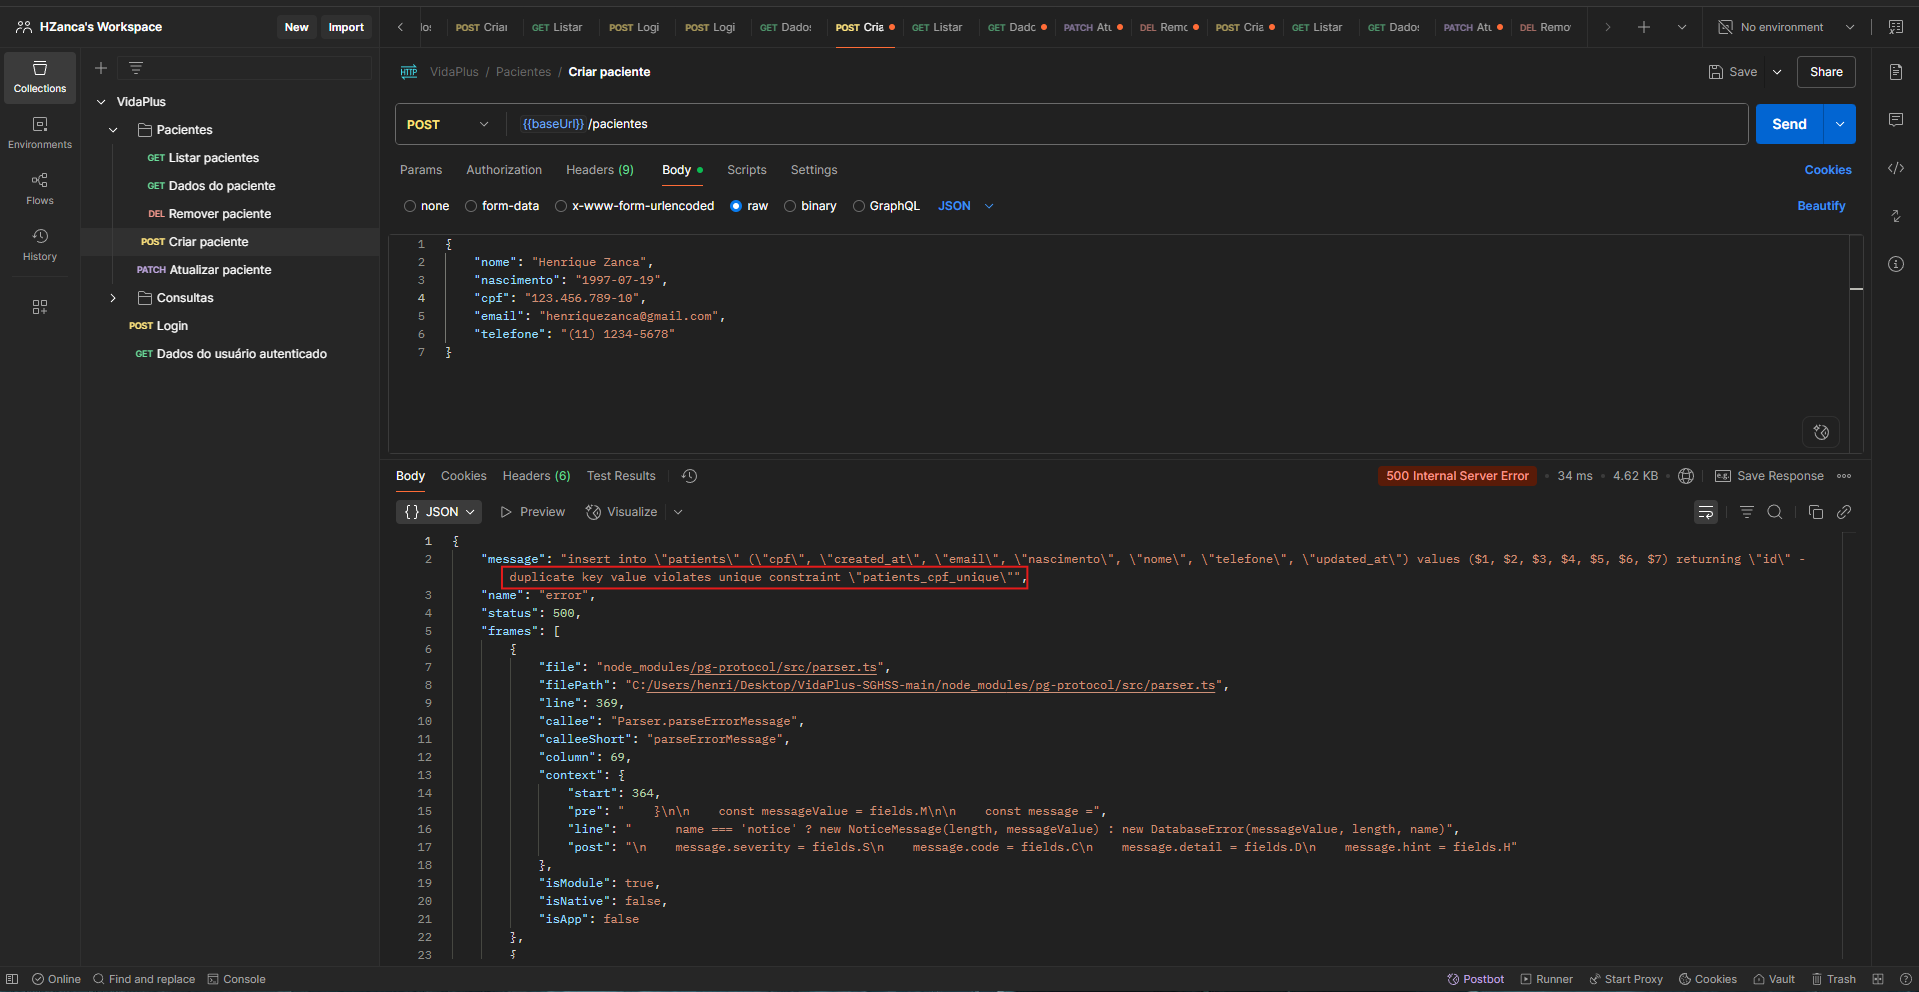 HZanca's Workspace
New
Import
POST Criar
GET Listar
POST Logi
POST Logi
GET Dados
POST Cria
GET Listar
GET Dadc
PATCH Atu
DEL Remc
POST Cria
GET Listar
GET Dados
PATCH Atu
DEL Remo
No environment
Collections
Environments
Flows
History
VidaPlus
Pacientes
GET Listar pacientes
GET Dados do paciente
DEL Remover paciente
POST Criar paciente
PATCH Atualizar paciente
Consultas
POST Login
GET Dados do usuário autenticado
HTTP VidaPlus / Pacientes / Criar paciente
Save
Share
POST
{{baseUrl}} /pacientes
Send
Params
Authorization
Headers (9)
Body
Scripts
Settings
Cookies
none
form-data
x-www-form-urlencoded
raw
binary
GraphQL
JSON
Beautify
1 {
2 "nome": "Henrique Zanca",
3 "nascimento": "1997-07-19",
4 "cpf": "123.456.789-10",
5 "email": "henriquezanca@gmail.com",
6 "telefone": "(11) 1234-5678"
7 }
Body
Cookies
Headers (6)
Test Results
500 Internal Server Error
34 ms
4.62 KB
e.g.
Save Response
{} JSON
Preview
Visualize
1 {
2 "message": "insert into \"patients\" (\"cpf\", \"created_at\", \"email\", \"nascimento\", \"nome\", \"telefone\", \"updated_at\") values ($1, $2, $3, $4, $5, $6, $7) returning \"id\" -
duplicate key value violates unique constraint \"patients_cpf_unique\"",
3 "name": "error",
4 "status": 500,
5 "frames": [
6 {
7 "file": "node_modules/pg-protocol/src/parser.ts",
8 "filePath": "C:/Users/henri/Desktop/VidaPlus-SGHSS-main/node_modules/pg-protocol/src/parser.ts",
9 "line": 369,
10 "callee": "Parser.parseErrorMessage",
11 "calleeShort": "parseErrorMessage",
12 "column": 69,
13 "context": {
14 "start": 364,
15 "pre": "    }\n\n    const messageValue = fields.M\n\n    const message =",
16 "line": "      name === 'notice' ? new NoticeMessage(length, messageValue) : new DatabaseError(messageValue, length, name)",
17 "post": "\n    message.severity = fields.S\n    message.code = fields.C\n    message.detail = fields.D\n    message.hint = fields.H"
18 },
19 "isModule": true,
20 "isNative": false,
21 "isApp": false
22 },
23 {
Online
Find and replace
Console
Postbot
Runner
Start Proxy
Cookies
Vault
Trash